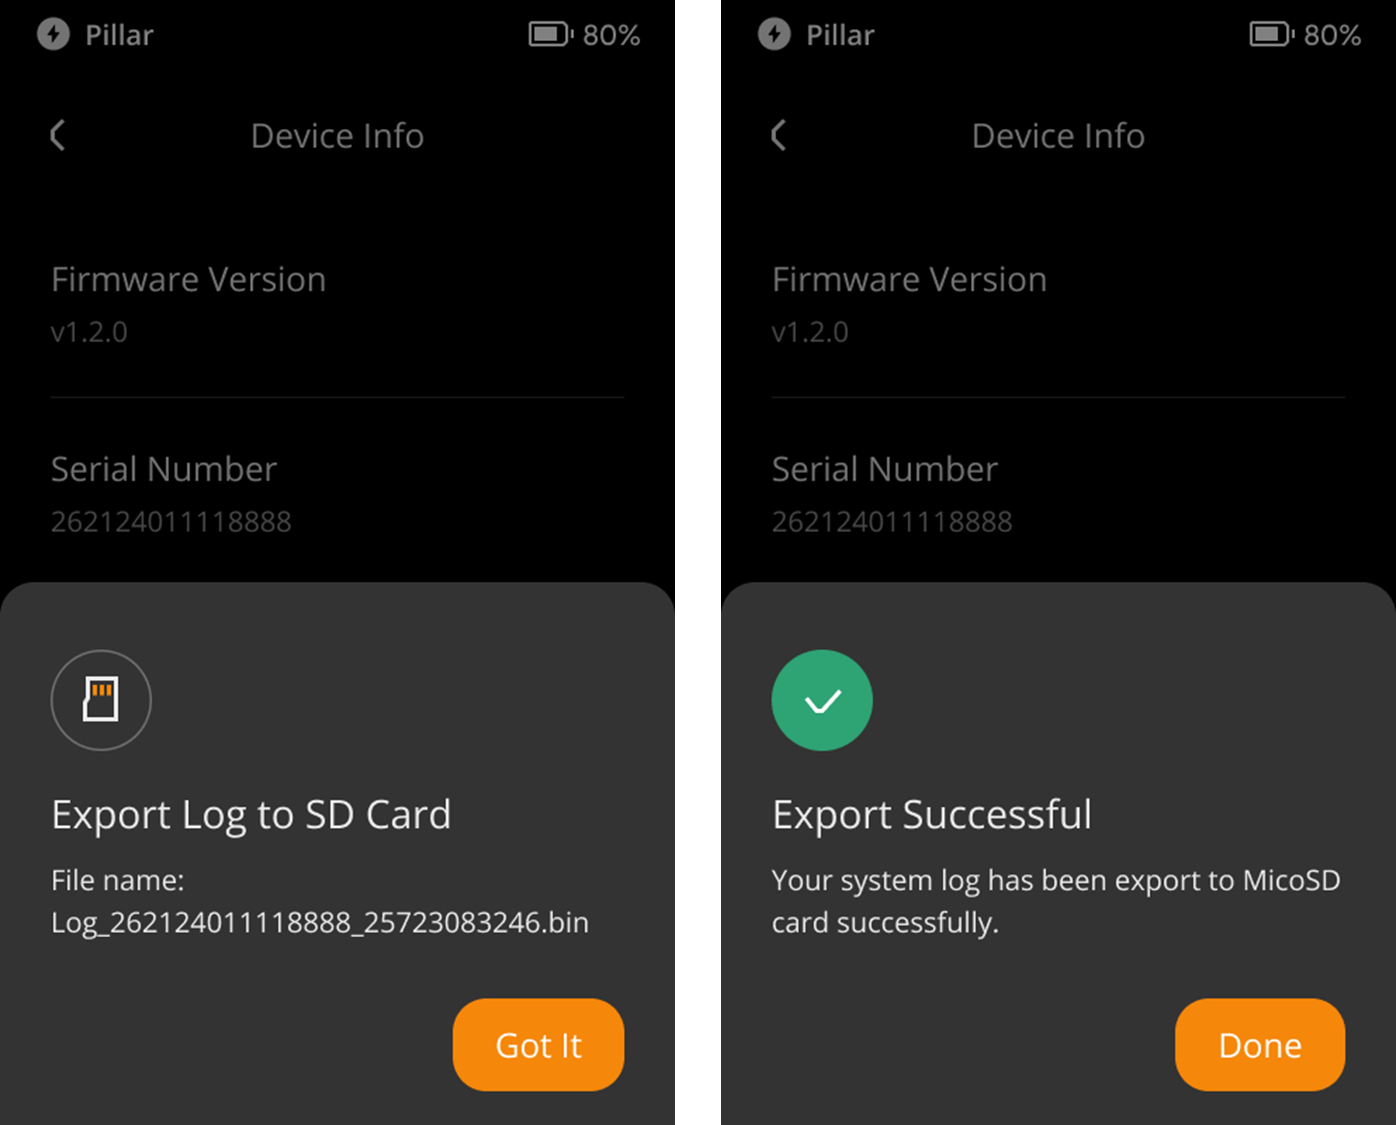 Pillar 80%
Device Info
Firmware Version
v1.2.0
Serial Number
262124011118888
Export Log to SD Card
File name:
Log_262124011118888_25723083246.bin
Got It
Pillar 80%
Device Info
Firmware Version
v1.2.0
Serial Number
262124011118888
Export Successful
Your system log has been export to MicoSD
card successfully.
Done